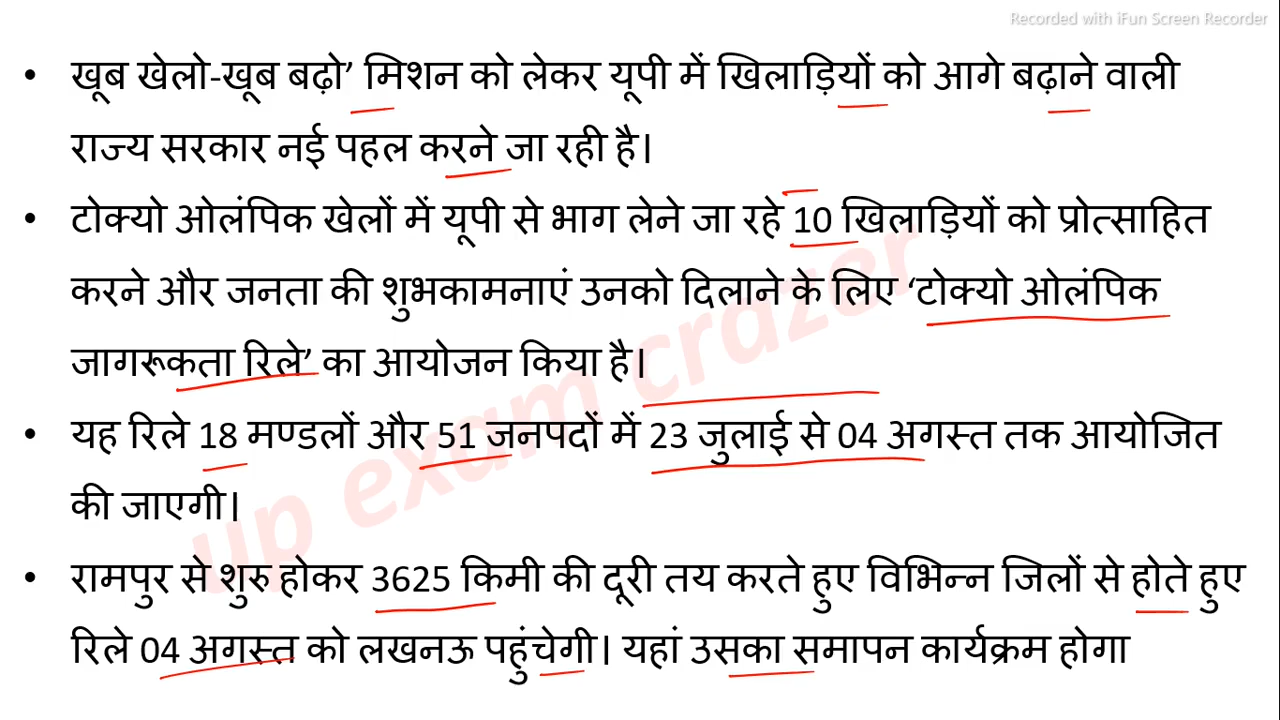 Recorded with iFun Screen Recorder
• खूब खेलो-खूब बढ़ो’ मिशन को लेकर यूपी में खिलाड़ियों को आगे बढ़ाने वाली
राज्य सरकार नई पहल करने जा रही है।
• टोक्यो ओलंपिक खेलों में यूपी से भाग लेने जा रहे 10 खिलाड़ियों को प्रोत्साहित
करने और जनता की शुभकामनाएं उनको दिलाने के लिए ‘टोक्यो ओलंपिक
जागरूकता रिले’ का आयोजन किया है।
• यह रिले 18 मण्डलों और 51 जनपदों में 23 जुलाई से 04 अगस्त तक आयोजित
की जाएगी।
• रामपुर से शुरु होकर 3625 किमी की दूरी तय करते हुए विभिन्न जिलों से होते हुए
रिले 04 अगस्त को लखनऊ पहुंचेगी। यहां उसका समापन कार्यक्रम होगा
up exam crazer